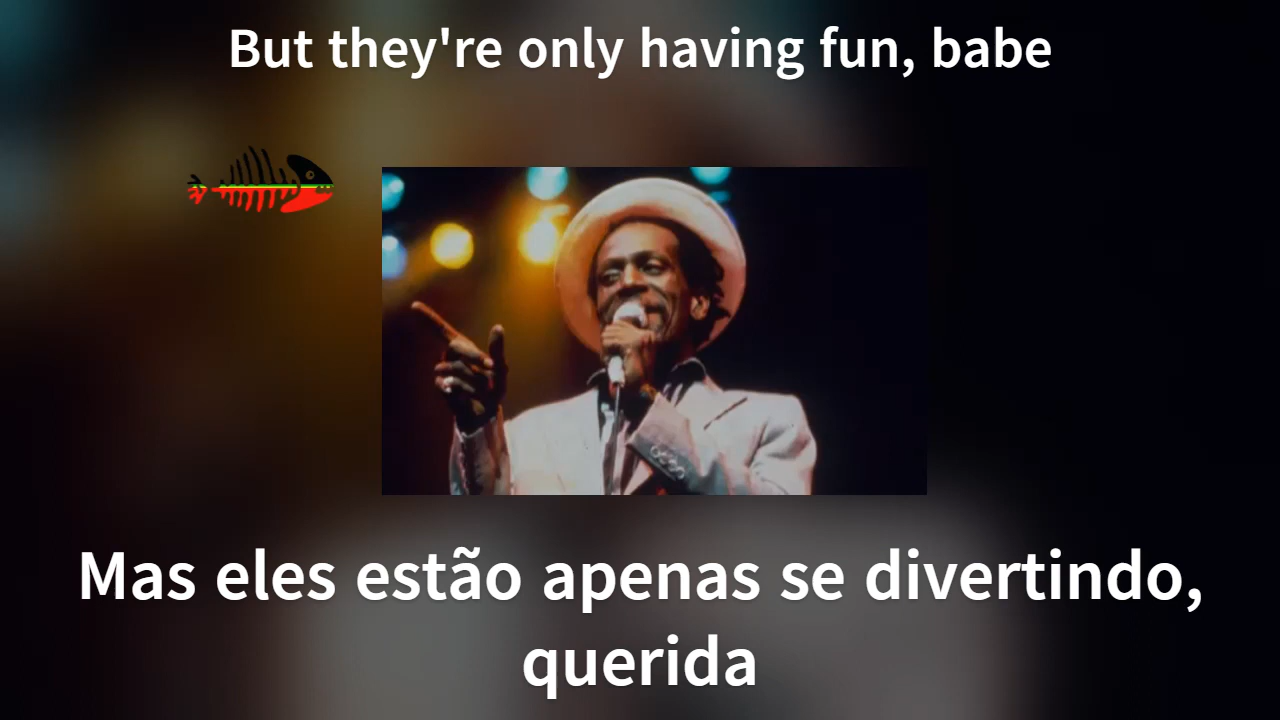 But they're only having fun, babe
Mas eles estão apenas se divertindo,
querida